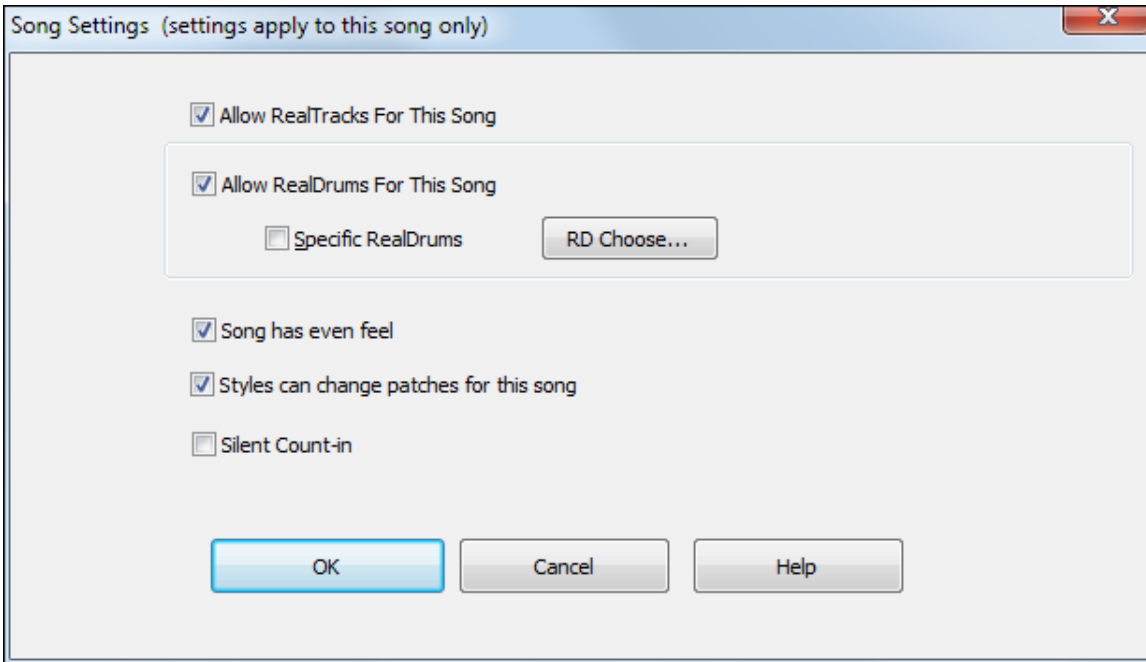 Song Settings (settings apply to this song only)
Allow RealTracks For This Song
Allow RealDrums For This Song
Specific RealDrums
RD Choose...
Song has even feel
Styles can change patches for this song
Silent Count-in
OK
Cancel
Help